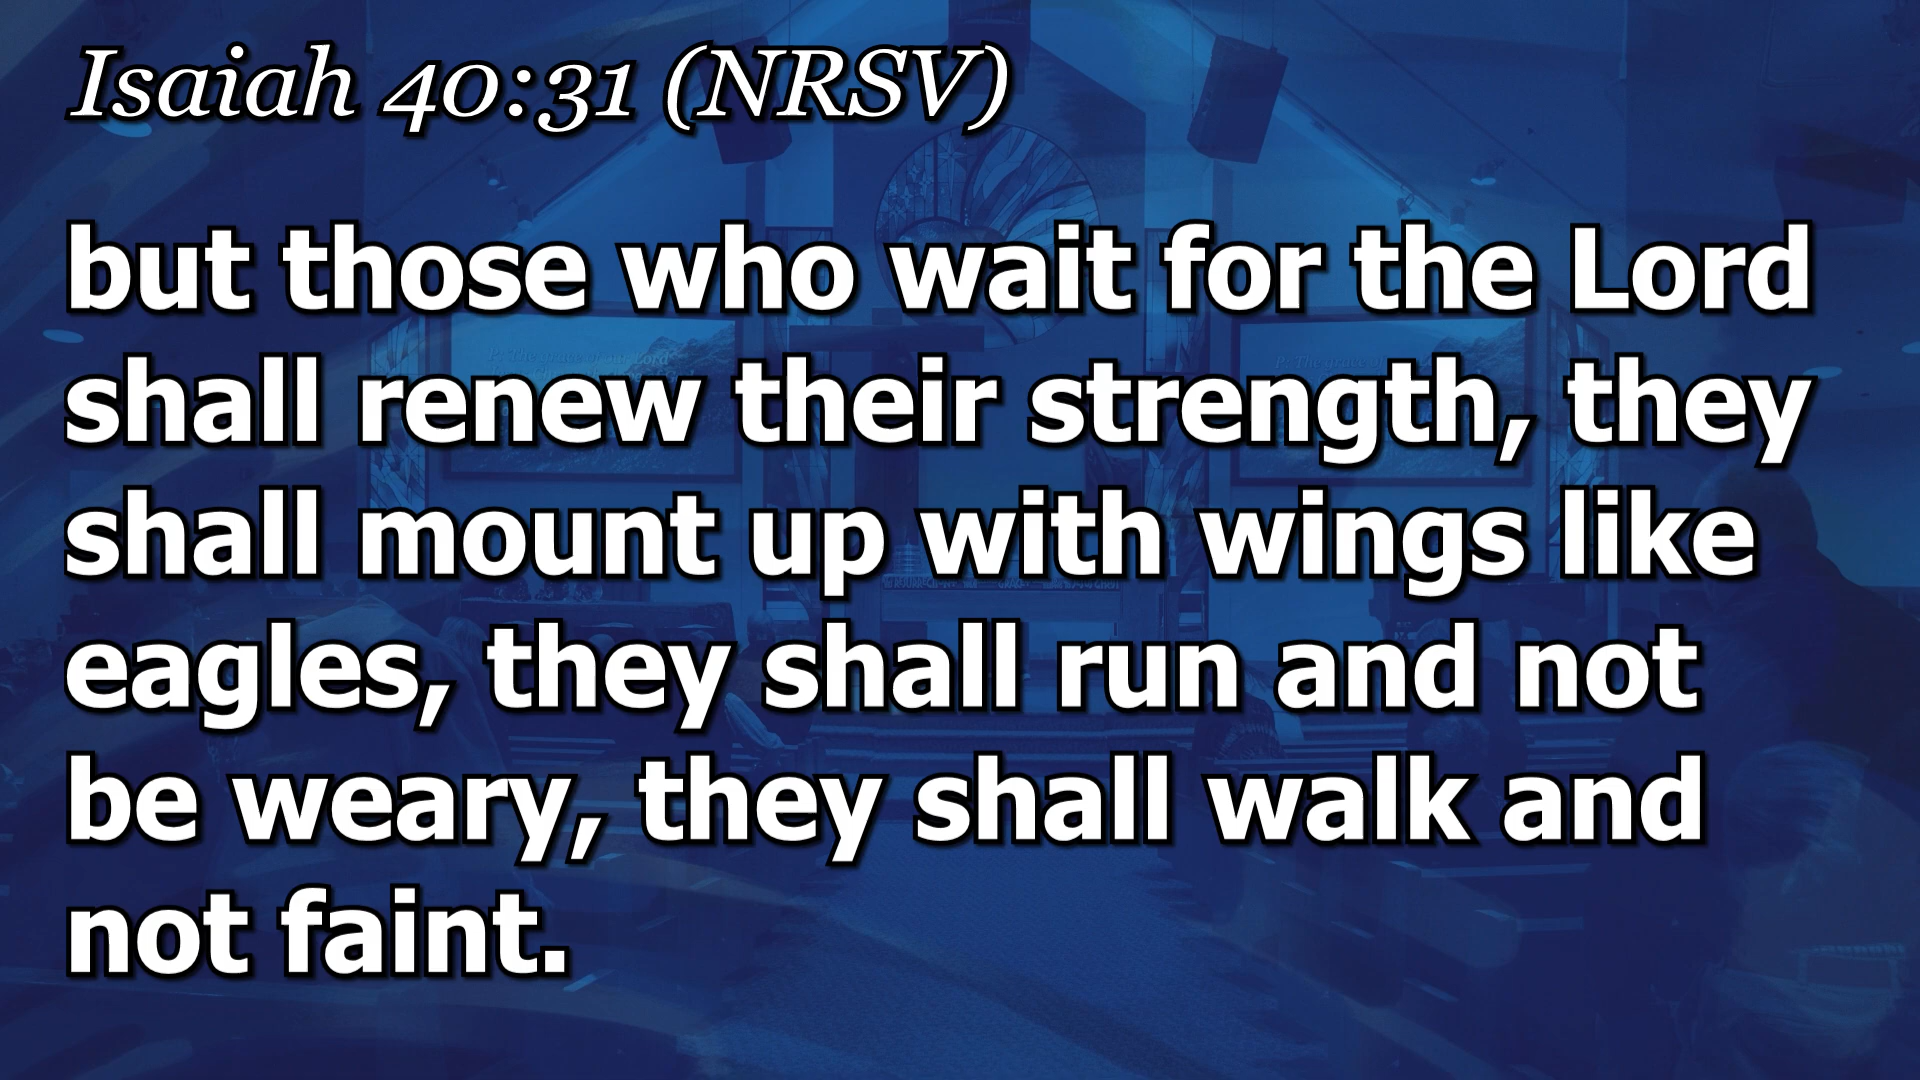 Isaiah 40:31 (NRSV)
but those who wait for the Lord
shall renew their strength, they
shall mount up with wings like
eagles, they shall run and not
be weary, they shall walk and
not faint.